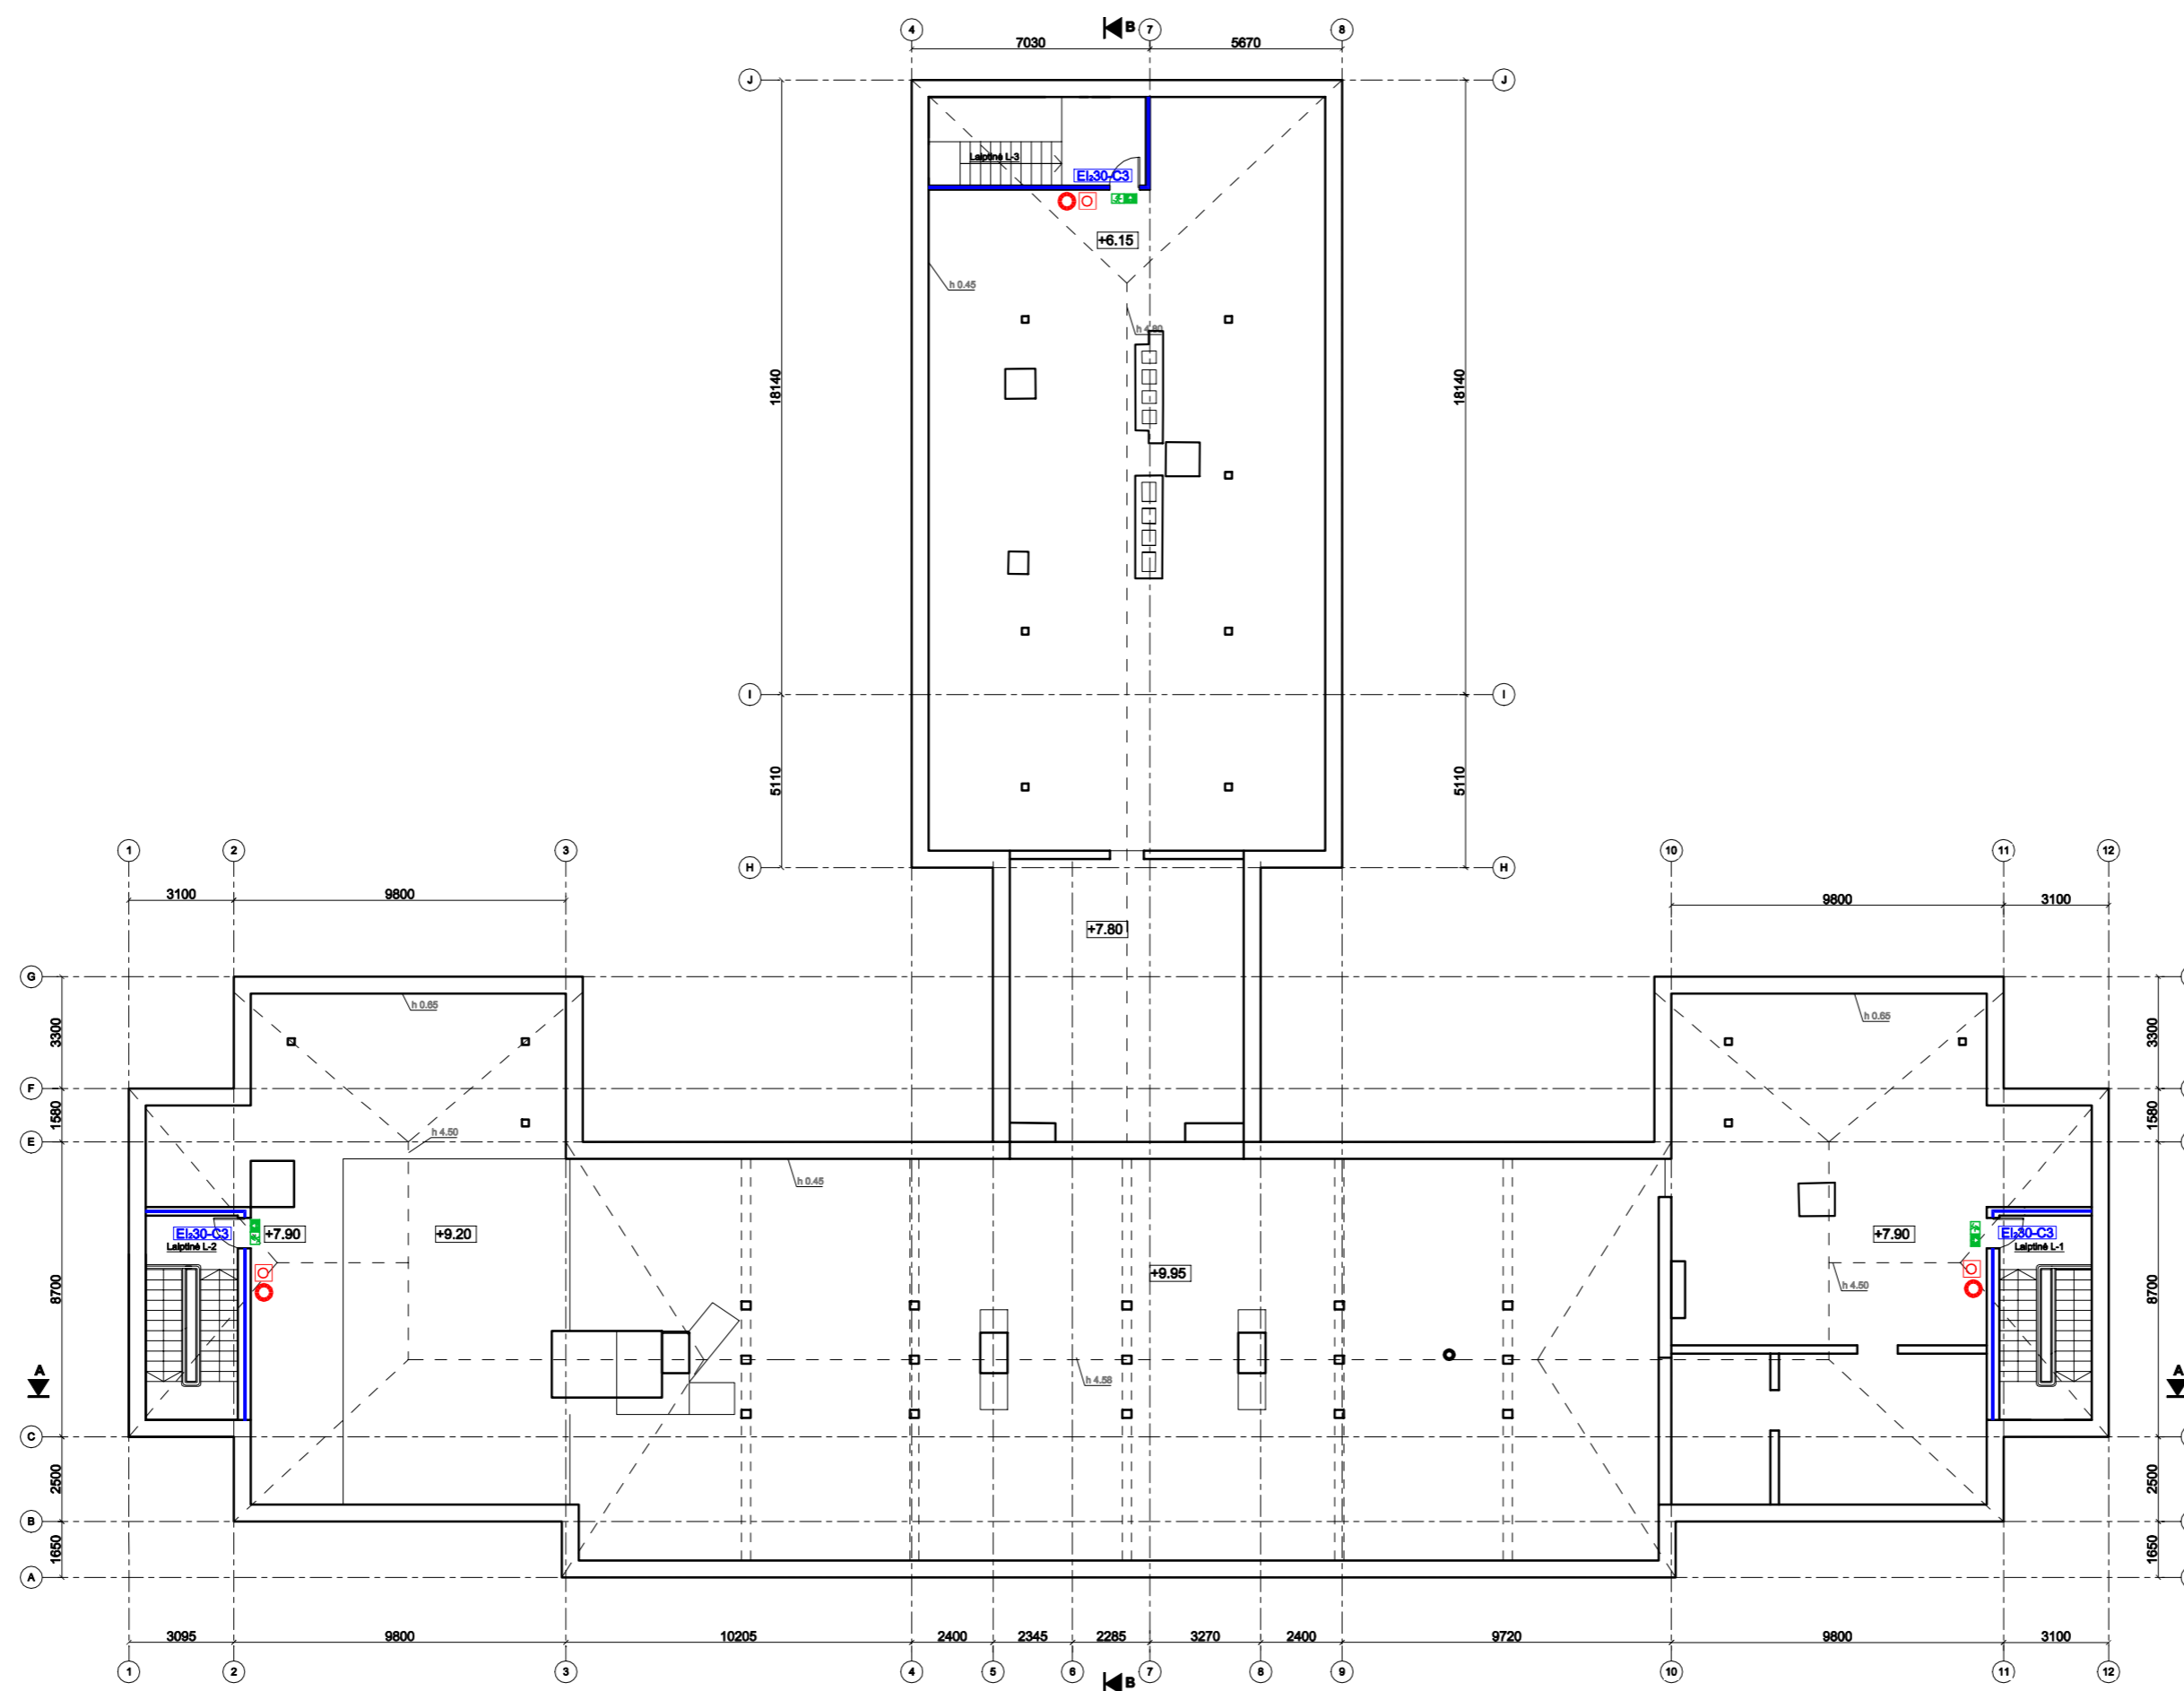 4 B 7 8
7030 5670
J J
Laiptinė L-3
EI₂30-C3
+6.15
h 0.45
h 4.80
18140 18140
I I
5110 5110
1 2 3 H H 10 11 12
3100 9800 9800 3100
+7.80
G
h 0.65 h 0.65
3300 3300
F
1580 1580
E
h 4.50
h 0.45
EI₂30-C3 +7.90 +9.20 +7.90 EI₂30-C3
Laiptinė L-2 Laiptinė L-1
+9.95
8700 h 4.50 8700
A h 4.58 A
C
2500 2500
B
1650 1650
A
3095 9800 10205 2400 2345 2285 3270 2400 9720 9800 3100
1 2 3 4 5 6 7 8 9 10 11 12
B